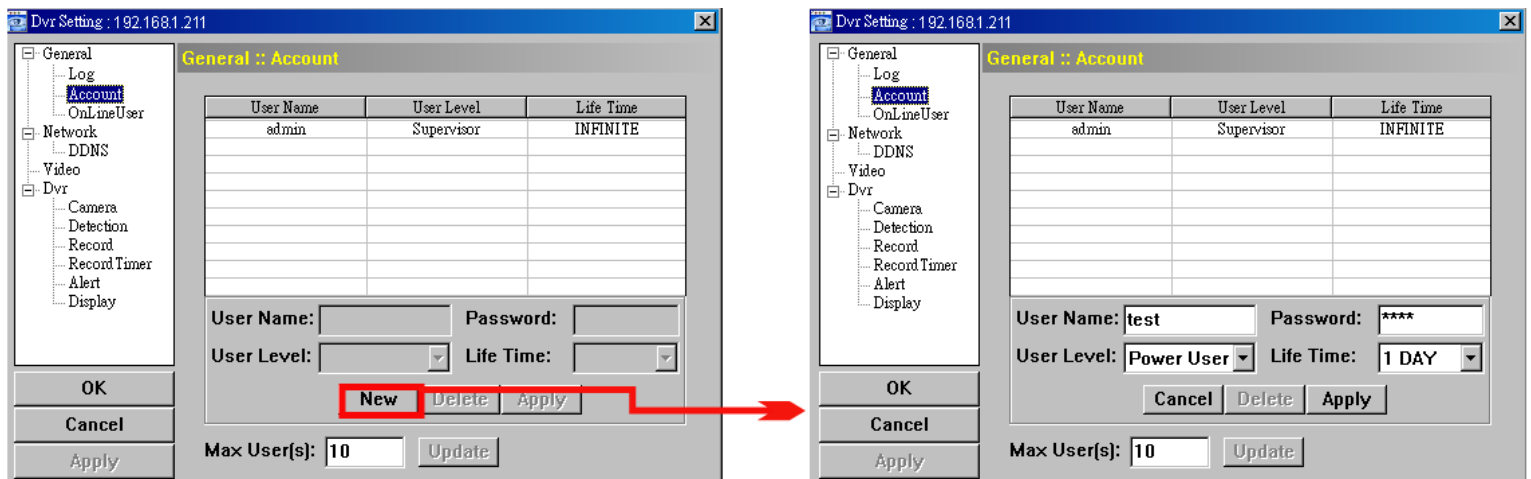 Dvr Setting : 192.168.1.211
General
Log
Account
OnLineUser
Network
DDNS
Video
Dvr
Camera
Detection
Record
Record Timer
Alert
Display
OK
Cancel
Apply
General :: Account
User Name User Level Life Time
admin Supervisor INFINITE
User Name: Password:
User Level: Life Time:
New Delete Apply
Max User(s): 10 Update
Dvr Setting : 192.168.1.211
General
Log
Account
OnLineUser
Network
DDNS
Video
Dvr
Camera
Detection
Record
Record Timer
Alert
Display
OK
Cancel
Apply
General :: Account
User Name User Level Life Time
admin Supervisor INFINITE
User Name: test Password: ****
User Level: Power User Life Time: 1 DAY
Cancel Delete Apply
Max User(s): 10 Update